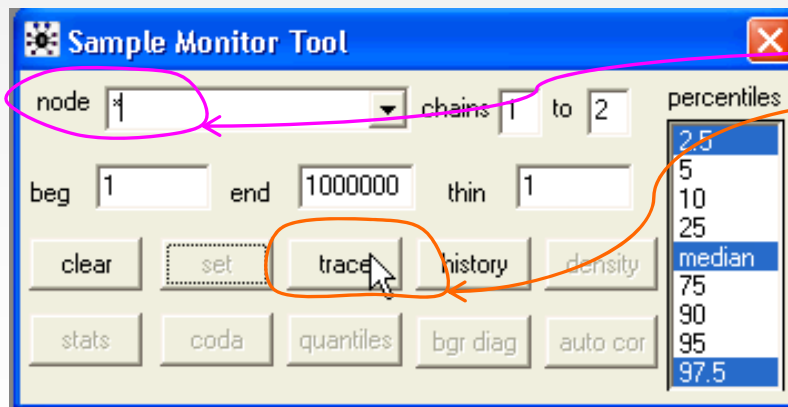 Sample Monitor Tool
node * chains 1 to 2 percentiles
beg 1 end 1000000 thin 1
clear set trace history density
stats coda quantiles bgr diag auto cor
2.5
5
10
25
median
75
90
95
97.5